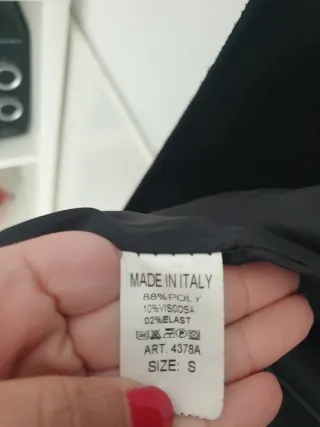 MADE IN ITALY
88%POLY
10%VISCOSA
02%ELAST
ART. 4378A
SIZE: S